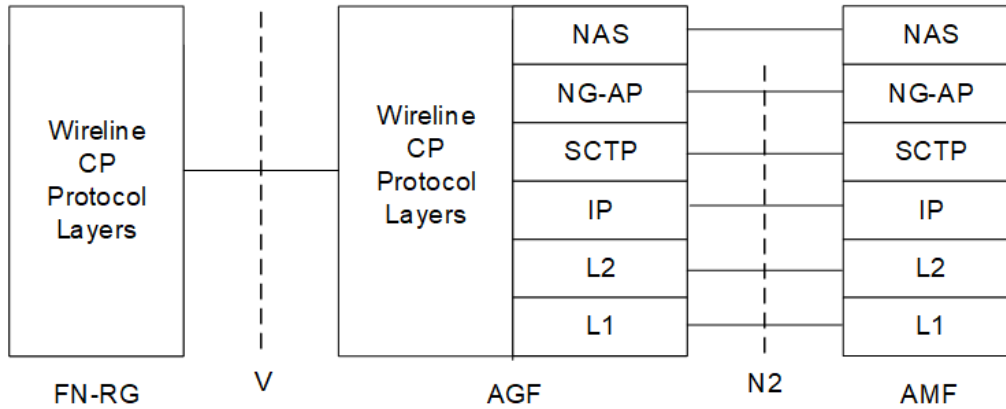 Wireline
CP
Protocol
Layers
Wireline
CP
Protocol
Layers
NAS
NG-AP
SCTP
IP
L2
L1
NAS
NG-AP
SCTP
IP
L2
L1
FN-RG
V
AGF
N2
AMF